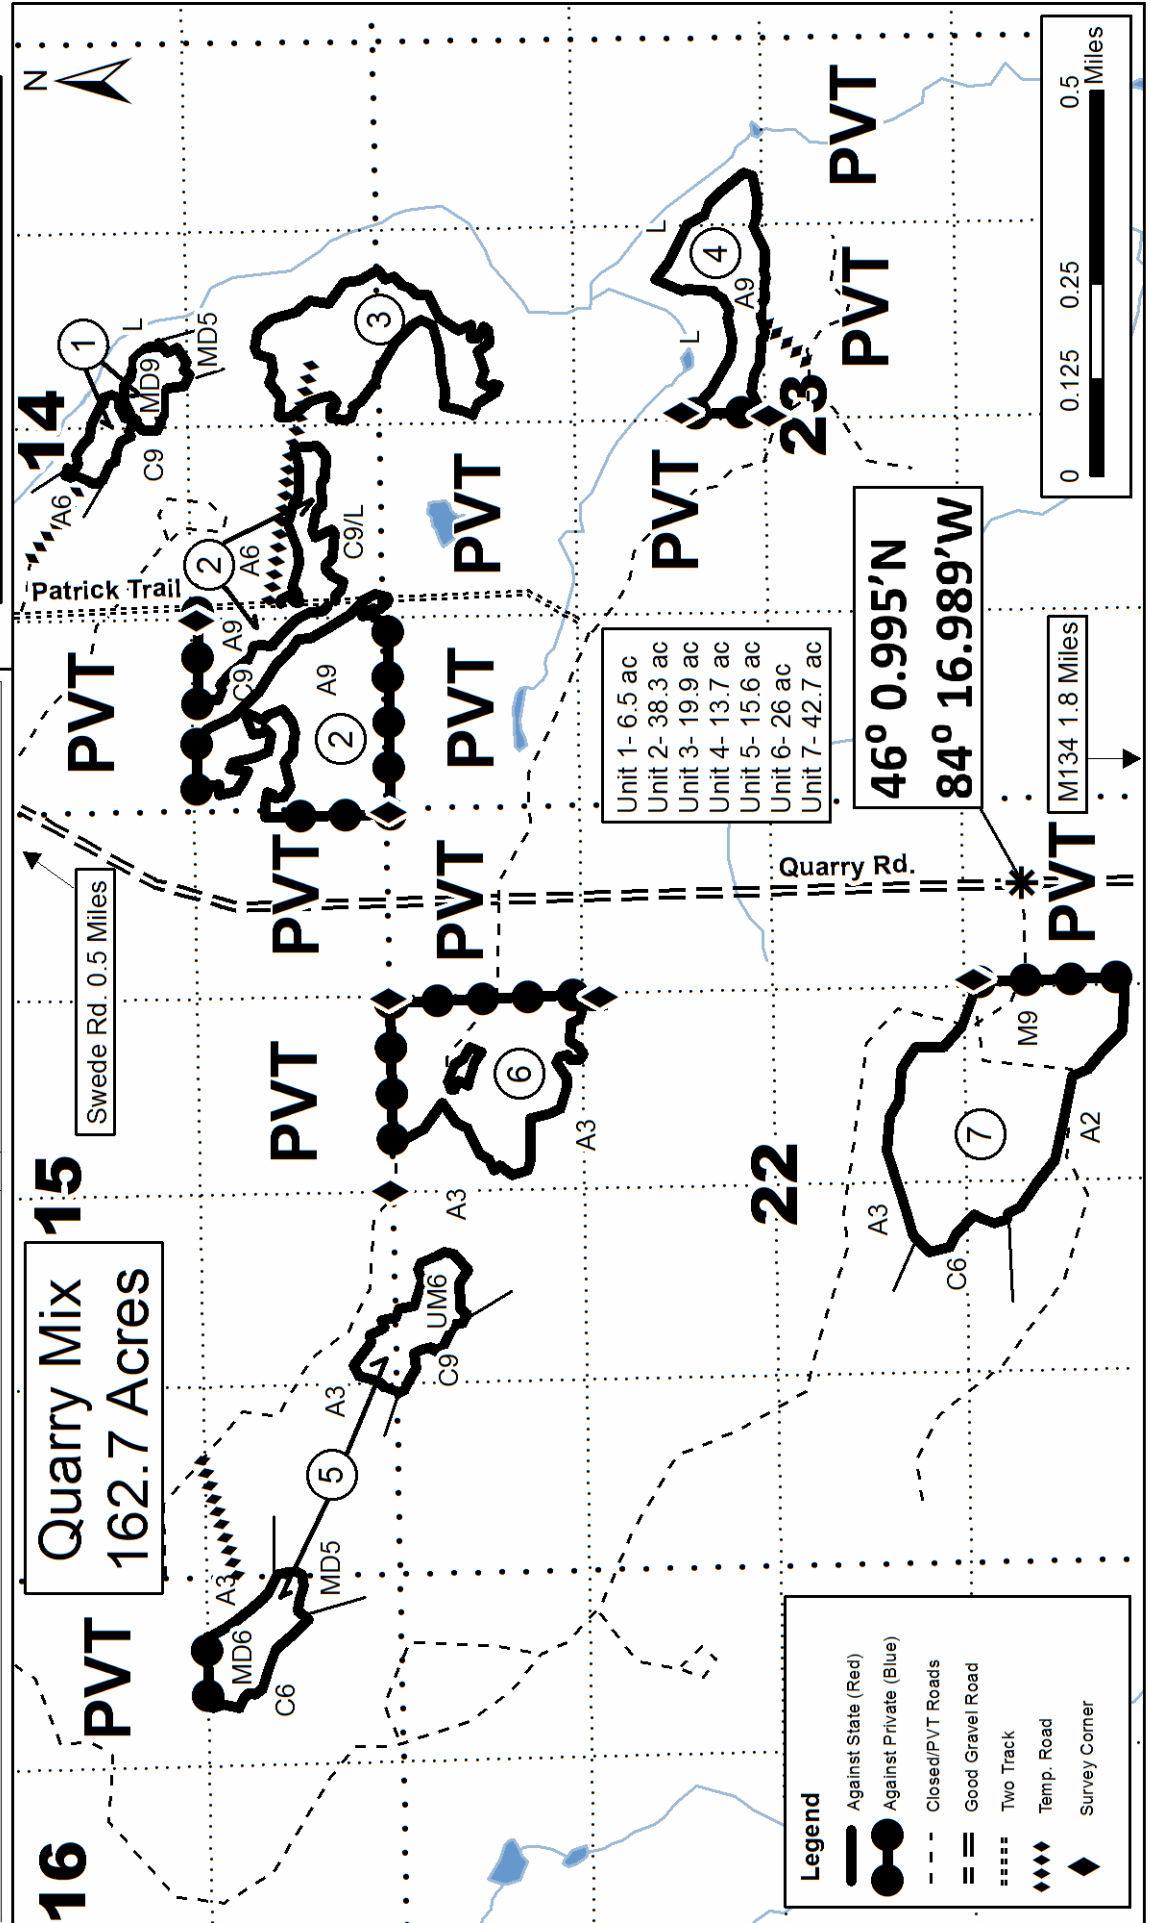 16
15
14
N
PVT
Quarry Mix
162.7 Acres
Swede Rd. 0.5 Miles
PVT
Patrick Trail
A6
C9
1
L
MD9
MD5
A3
MD6
C6
MD5
5
A3
PVT
PVT
C9
A9
2
A6
2
A9
2
C9/L
3
UM6
C9
A3
A3
6
PVT
PVT
PVT
PVT
L
L
4
A9
PVT
PVT
23
22
Unit 1- 6.5 ac
Unit 2- 38.3 ac
Unit 3- 19.9 ac
Unit 4- 13.7 ac
Unit 5- 15.6 ac
Unit 6- 26 ac
Unit 7- 42.7 ac
Quarry Rd.
46⁰ 0.995’N
84⁰ 16.989’W
A3
C6
7
M9
A2
PVT
M134 1.8 Miles
Legend
Against State (Red)
Against Private (Blue)
Closed/PVT Roads
Good Gravel Road
Two Track
Temp. Road
Survey Corner
0 0.125 0.25 0.5
Miles